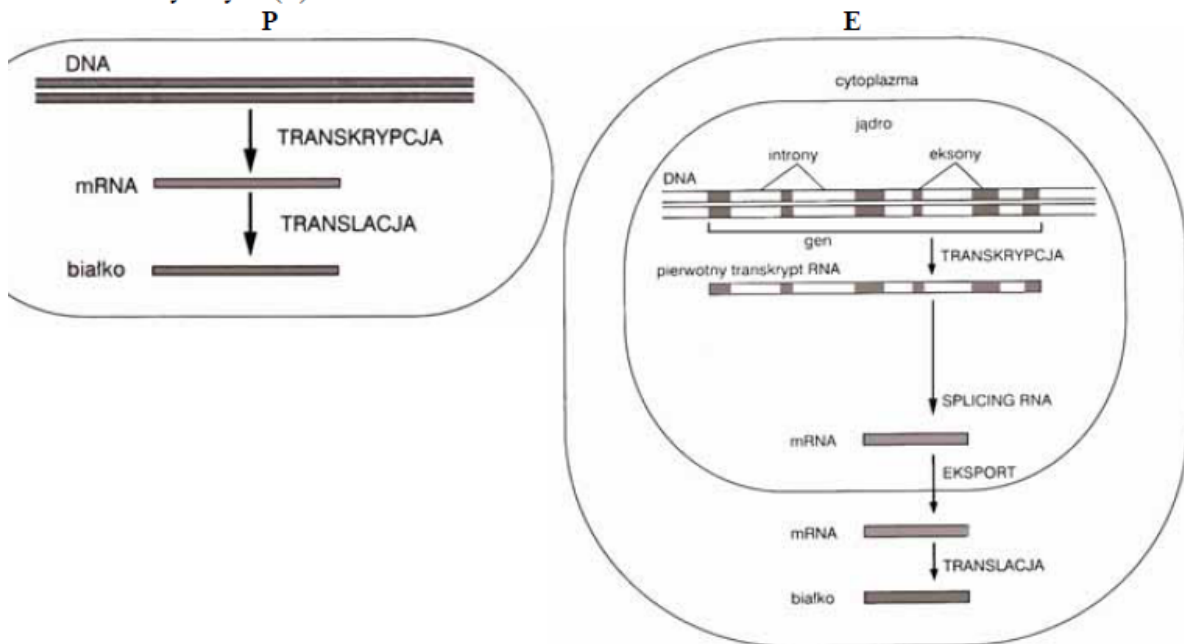 P
DNA
TRANSKRYPCJA
mRNA
TRANSLACJA
białko
E
cytoplazma
jądro
introny
eksony
DNA
gen
TRANSKRYPCJA
pierwotny transkrypt RNA
SPLICING RNA
mRNA
EKSPORT
mRNA
TRANSLACJA
białko